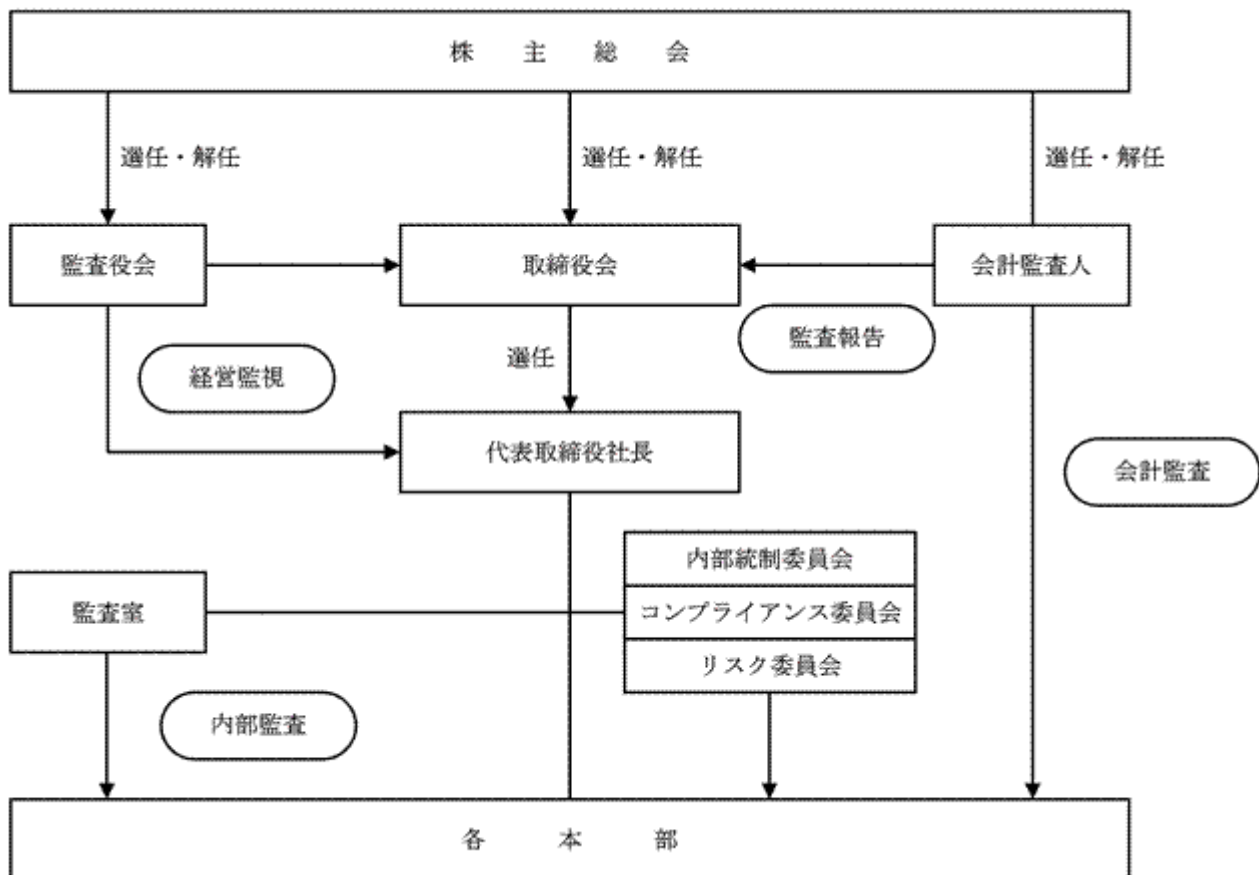 株主総会
選任・解任
選任・解任
選任・解任
監査役会
取締役会
会計監査人
監査報告
選任
経営監視
代表取締役社長
会計監査
内部統制委員会
監査室
コンプライアンス委員会
リスク委員会
内部監査
各本部